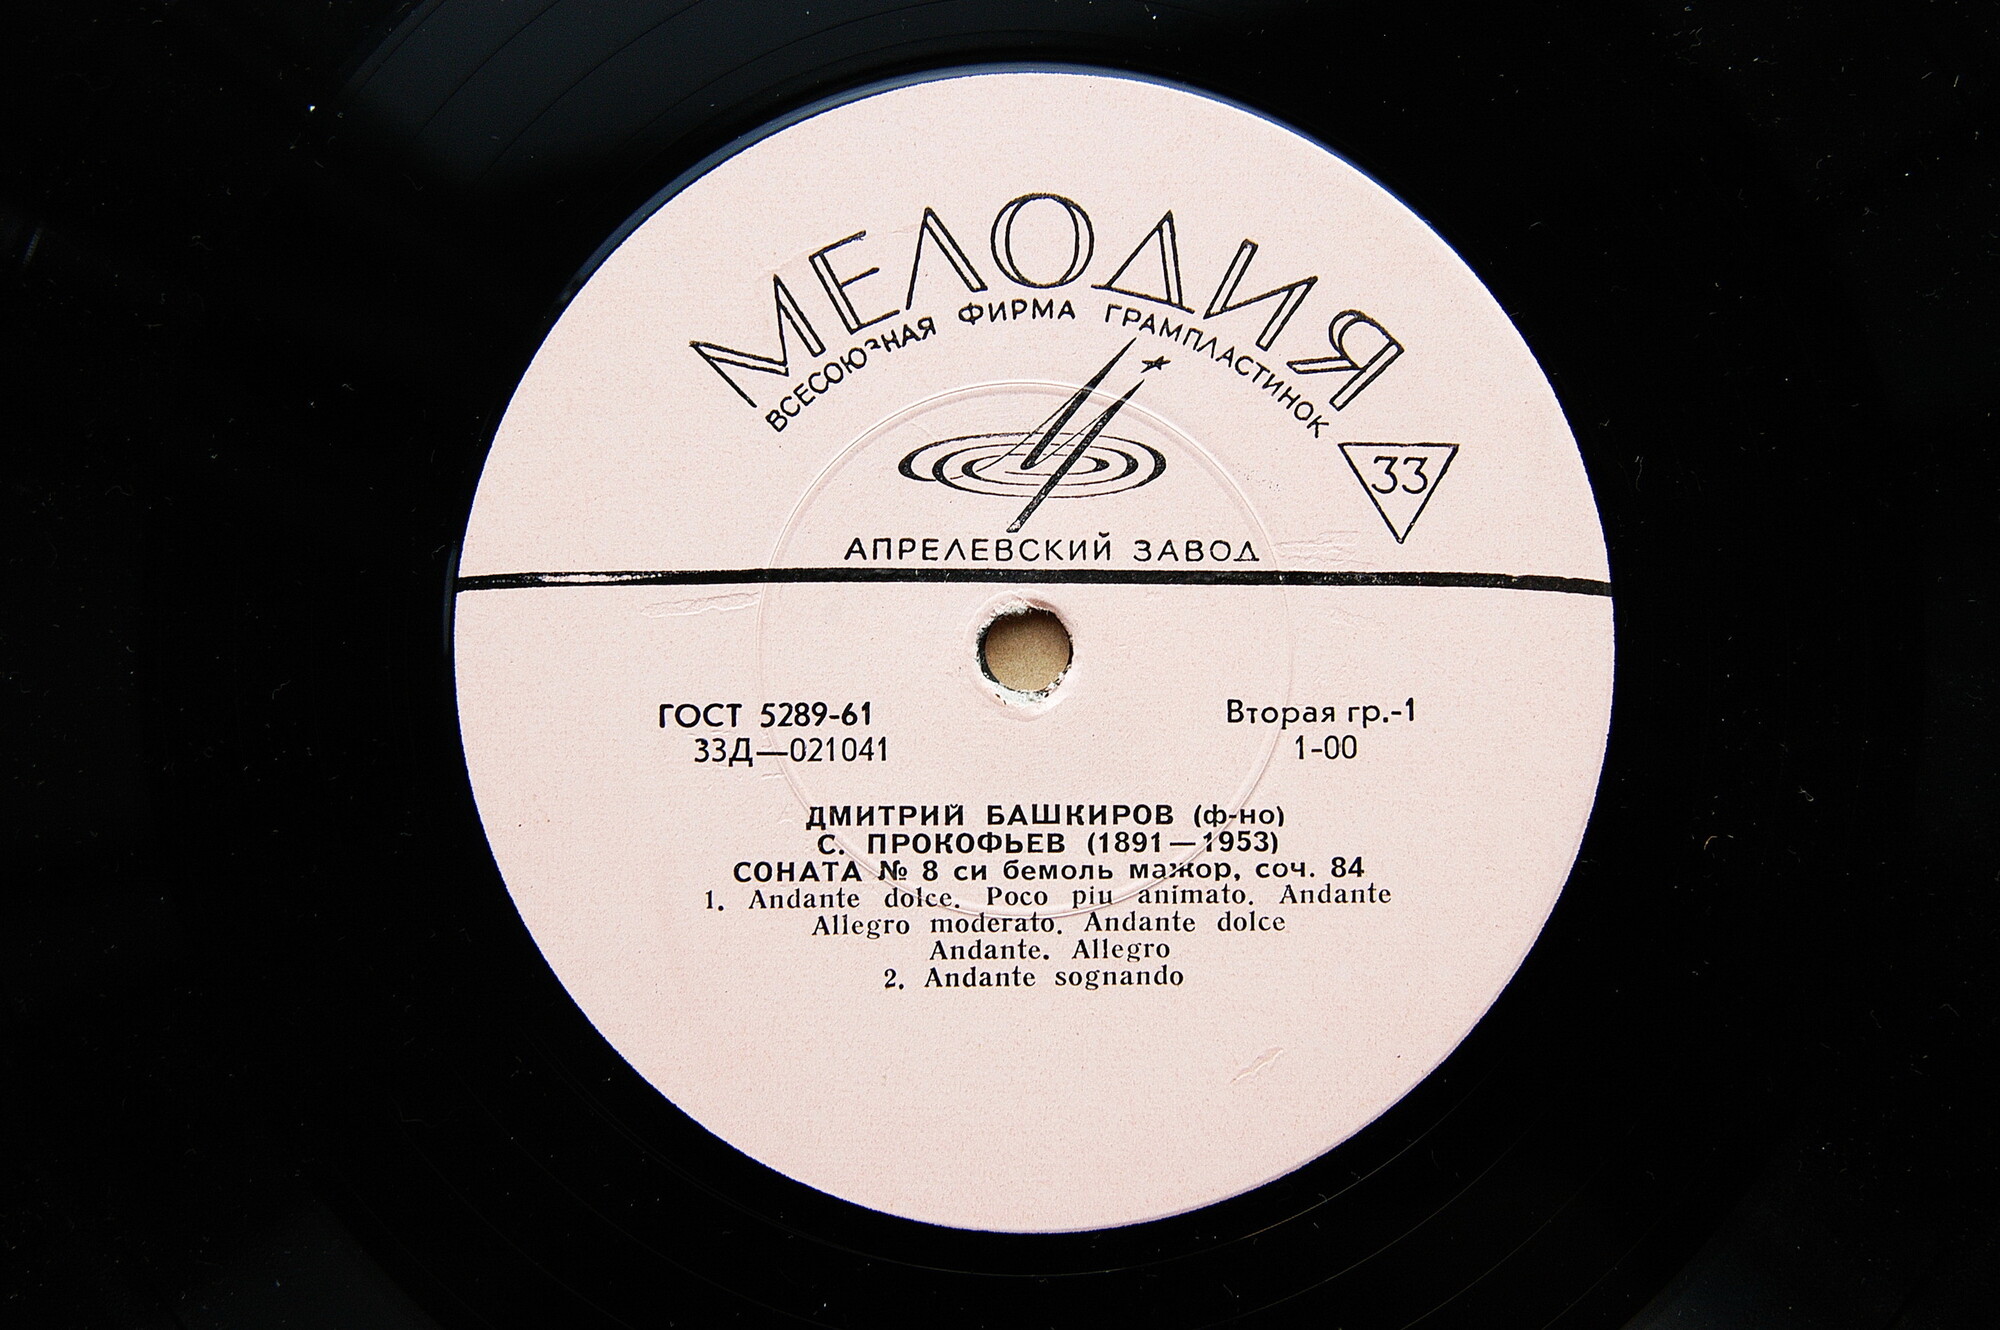 МЕЛОДИЯ
ВСЕСОЮЗНАЯ ФИРМА ГРАМПЛАСТИНОК
33
АПРЕЛЕВСКИЙ ЗАВОД
ГОСТ 5289-61 Вторая гр.-1
33Д—021041 1-00
ДМИТРИЙ БАШКИРОВ (ф-но)
С. ПРОКОФЬЕВ (1891—1953)
СОНАТА № 8 си бемоль мажор, соч. 84
1. Andante dolce. Poco piu animato. Andante
Allegro moderato. Andante dolce
Andante. Allegro
2. Andante sognando